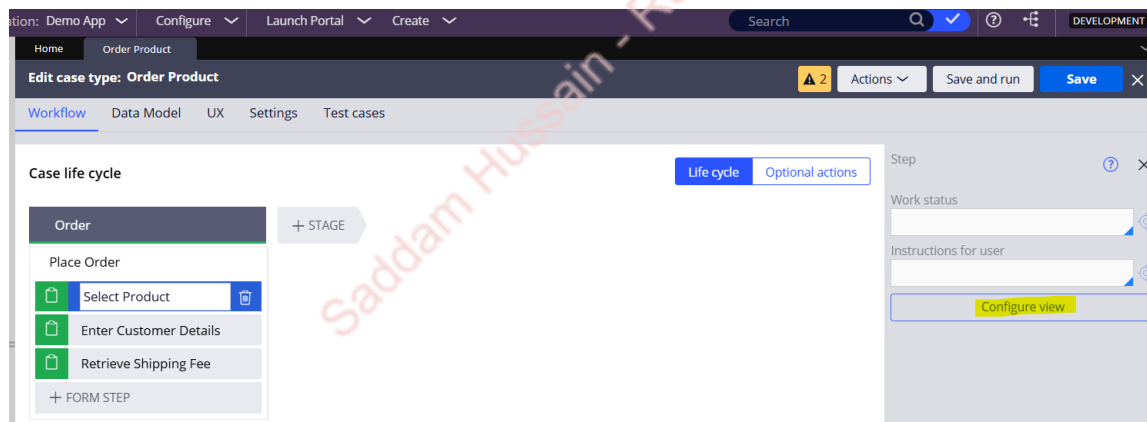 tion: Demo App Configure Launch Portal Create Search DEVELOPMENT
Home Order Product
Edit case type: Order Product 2 Actions Save and run Save
Workflow Data Model UX Settings Test cases
Case life cycle Life cycle Optional actions
Step
Work status
Order + STAGE
Instructions for user
Place Order
Select Product
Configure view
Enter Customer Details
Retrieve Shipping Fee
+ FORM STEP
Saddam Hussain - R